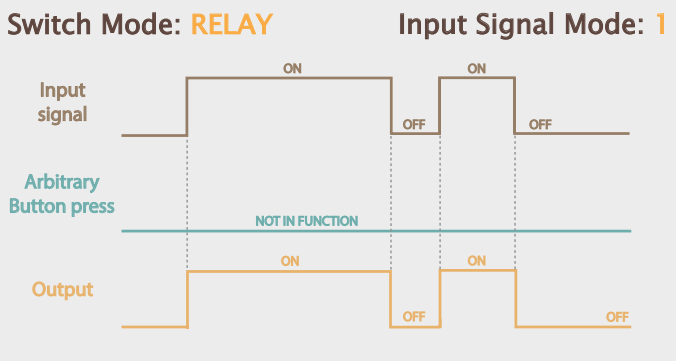 Switch Mode: RELAY
Input Signal Mode: 1
ON
ON
Input
signal
OFF
OFF
Arbitrary
Button press
NOT IN FUNCTION
ON
ON
Output
OFF
OFF